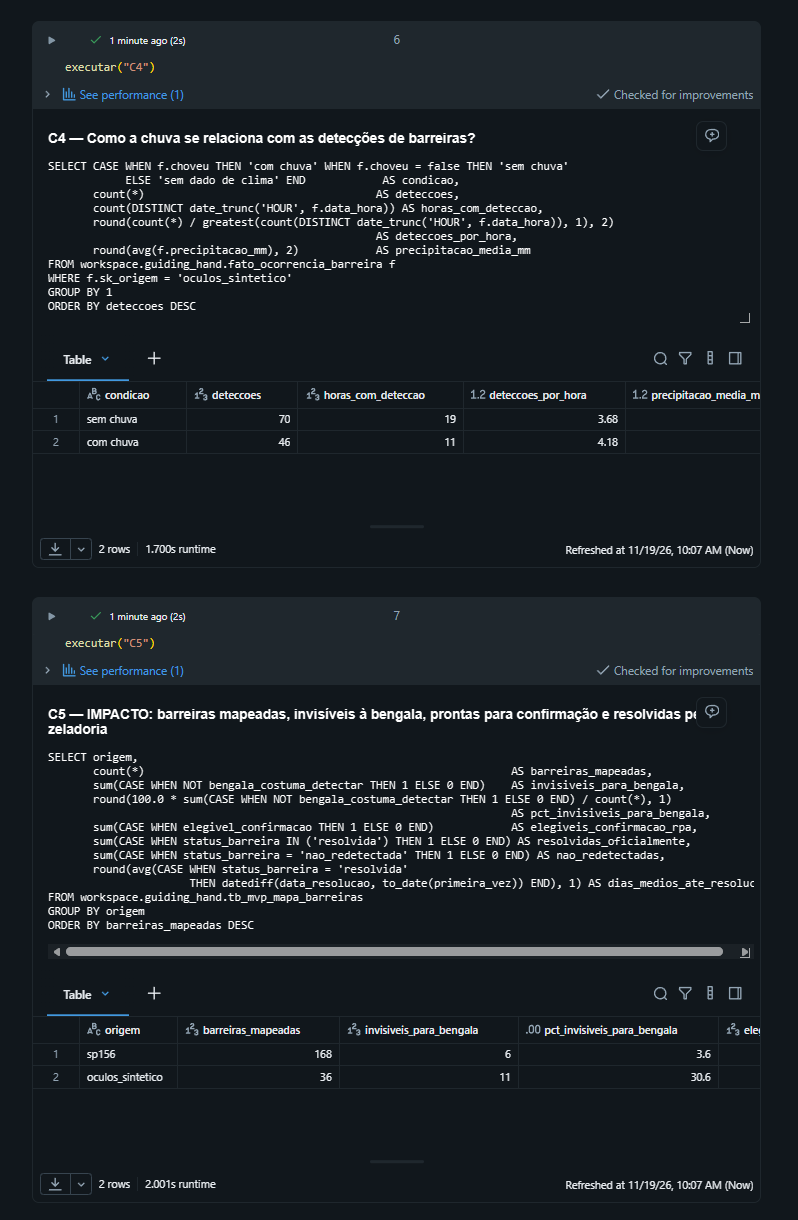 1 minute ago (2s)
6
executar("C4")
See performance (1)
Checked for improvements
C4 — Como a chuva se relaciona com as detecções de barreiras?
SELECT CASE WHEN f.choveu THEN 'com chuva' WHEN f.choveu = false THEN 'sem chuva'
ELSE 'sem dado de clima' END AS condicao,
count(*) AS deteccoes,
count(DISTINCT date_trunc('HOUR', f.data_hora)) AS horas_com_deteccao,
round(count(*) / greatest(count(DISTINCT date_trunc('HOUR', f.data_hora)), 1), 2)
AS deteccoes_por_hora,
round(avg(f.precipitacao_mm), 2) AS precipitacao_media_mm
FROM workspace.guiding_hand.fato_ocorrencia_barreira f
WHERE f.sk_origem = 'oculos_sintetico'
GROUP BY 1
ORDER BY deteccoes DESC
Table
condicao 123 deteccoes 123 horas_com_deteccao 1.2 deteccoes_por_hora 1.2 precipitacao_media_m
1 sem chuva 70 19 3.68
2 com chuva 46 11 4.18
2 rows 1.700s runtime
Refreshed at 11/19/26, 10:07 AM (Now)
1 minute ago (2s)
7
executar("C5")
See performance (1)
Checked for improvements
C5 — IMPACTO: barreiras mapeadas, invisíveis à bengala, prontas para confirmação e resolvidas pe
zeladoria
SELECT origem,
count(*) AS barreiras_mapeadas,
sum(CASE WHEN NOT bengala_costuma_detectar THEN 1 ELSE 0 END) AS invisiveis_para_bengala,
round(100.0 * sum(CASE WHEN NOT bengala_costuma_detectar THEN 1 ELSE 0 END) / count(*), 1)
AS pct_invisiveis_para_bengala,
sum(CASE WHEN elegivel_confirmacao THEN 1 ELSE 0 END) AS elegiveis_confirmacao_rpa,
sum(CASE WHEN status_barreira IN ('resolvida') THEN 1 ELSE 0 END) AS resolvidas_oficialmente,
sum(CASE WHEN status_barreira = 'nao_redetectada' THEN 1 ELSE 0 END) AS nao_redetectadas,
round(avg(CASE WHEN status_barreira = 'resolvida'
THEN datediff(data_resolucao, to_date(primeira_vez)) END), 1) AS dias_medios_ate_resoluc
FROM workspace.guiding_hand.tb_mvp_mapa_barreiras
GROUP BY origem
ORDER BY barreiras_mapeadas DESC
Table
origem 123 barreiras_mapeadas 123 invisiveis_para_bengala .00 pct_invisiveis_para_bengala 123 eleg
1 sp156 168 6 3.6
2 oculos_sintetico 36 11 30.6
2 rows 2.001s runtime
Refreshed at 11/19/26, 10:07 AM (Now)